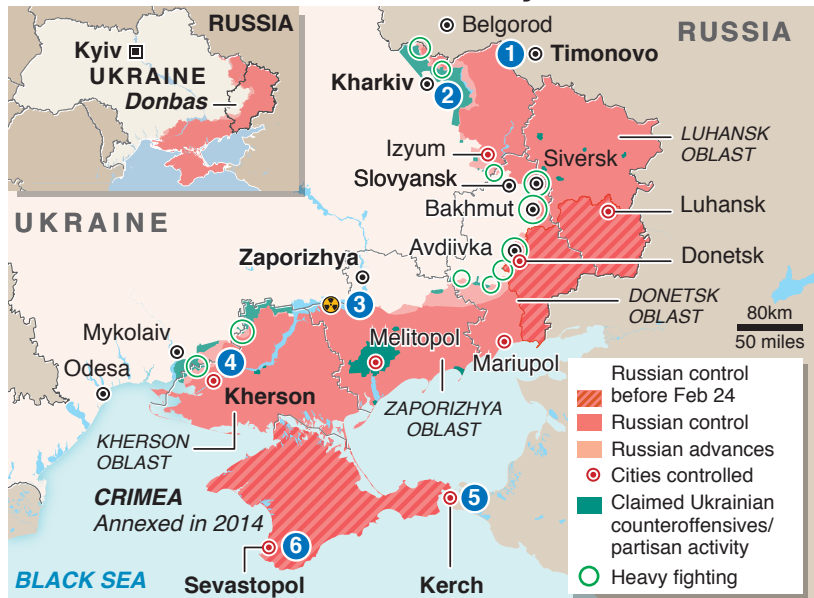 RUSSIA
Kyiv
UKRAINE
Donbas
Belgorod
RUSSIA
1
Timonovo
Kharkiv
2
LUHANSK
OBLAST
Izyum
Siversk
Slovyansk
Luhansk
Bakhmut
UKRAINE
Avdiivka
Donetsk
Zaporizhya
DONETSK
OBLAST
3
80km
50 miles
Mykolaiv
Melitopol
4
Mariupol
Odesa
Kherson
ZAPORIZHYA
OBLAST
KHERSON
OBLAST
CRIMEA
Annexed in 2014
5
6
BLACK SEA
Sevastopol
Kerch
Russian control
before Feb 24
Russian control
Russian advances
Cities controlled
Claimed Ukrainian
counteroffensives/
partisan activity
Heavy fighting